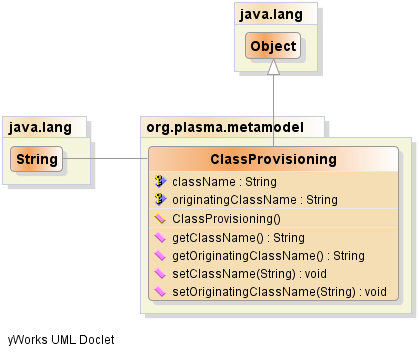 java.lang
Object
java.lang
String
org.plasma.metamodel
ClassProvisioning
className : String
originatingClassName : String
ClassProvisioning()
getClassName() : String
getOriginatingClassName() : String
setClassName(String) : void
setOriginatingClassName(String) : void
yWorks UML Doclet